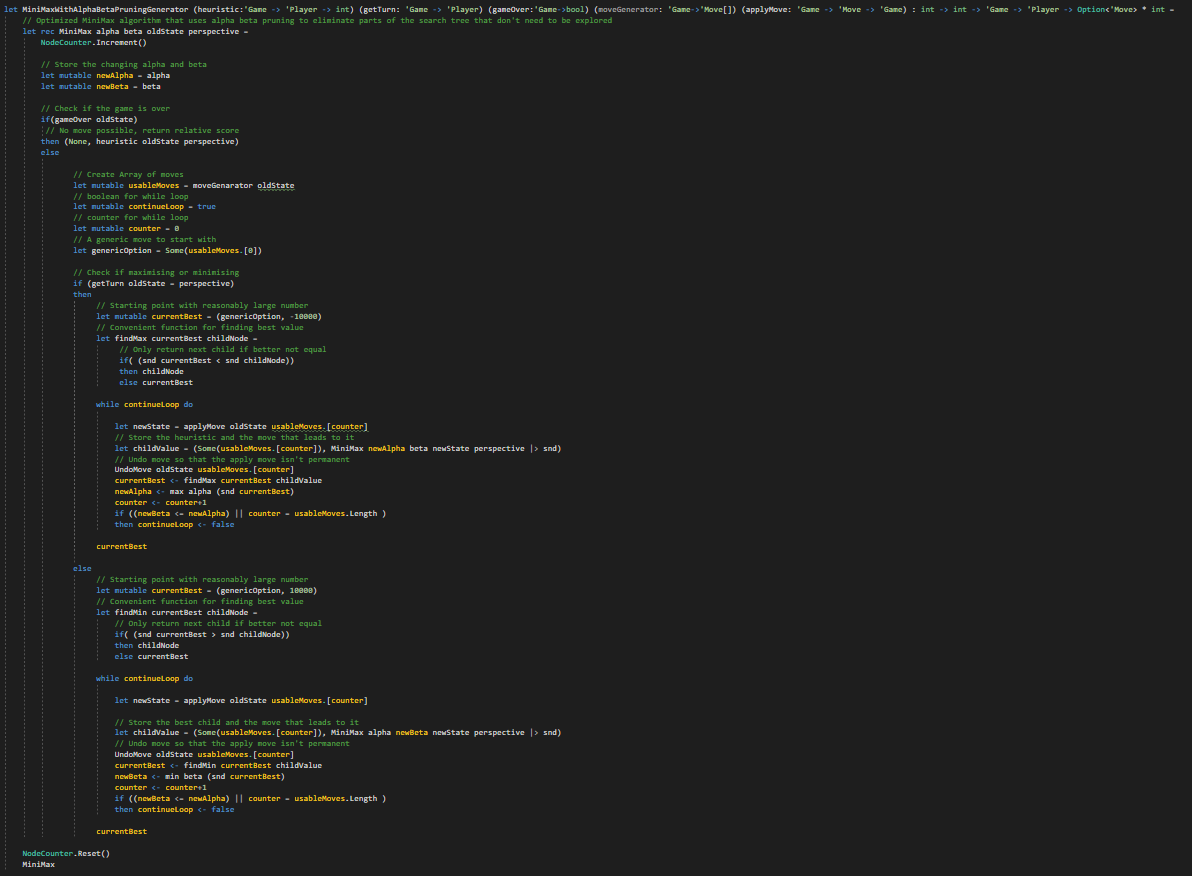 let MiniMaxWithAlphaBetaPruningGenerator (heuristic:'Game -> 'Player -> int) (getTurn: 'Game -> 'Player) (gameOver:'Game->bool) (moveGenerator: 'Game->'Move[]) (applyMove: 'Game -> 'Move -> 'Game) : int -> int -> 'Game -> 'Player -> Option<'Move> * int =
// Optimized MiniMax algorithm that uses alpha beta pruning to eliminate parts of the search tree that don't need to be explored
let rec MiniMax alpha beta oldState perspective =
NodeCounter.Increment()
// Store the changing alpha and beta
let mutable newAlpha = alpha
let mutable newBeta = beta
// Check if the game is over
if(gameOver oldState)
// No move possible, return relative score
then (None, heuristic oldState perspective)
else
// Create Array of moves
let mutable usableMoves = moveGenarator oldState
// boolean for while loop
let mutable continueLoop = true
// counter for while loop
let mutable counter = 0
// A generic move to start with
let genericOption = Some(usableMoves.[0])
// Check if maximising or minimising
if (getTurn oldState = perspective)
then
// Starting point with reasonably large number
let mutable currentBest = (genericOption, -10000)
// Convenient function for finding best value
let findMax currentBest childNode =
// Only return next child if better not equal
if( (snd currentBest < snd childNode))
then childNode
else currentBest
while continueLoop do
let newState = applyMove oldState usableMoves.[counter]
// Store the heuristic and the move that leads to it
let childValue = (Some(usableMoves.[counter]), MiniMax newAlpha beta newState perspective |> snd)
// Undo move so that the apply move isn't permanent
UndoMove oldState usableMoves.[counter]
currentBest <- findMax currentBest childValue
newAlpha <- max alpha (snd currentBest)
counter <- counter+1
if ((newBeta <= newAlpha) || counter = usableMoves.Length )
then continueLoop <- false
currentBest
else
// Starting point with reasonably large number
let mutable currentBest = (genericOption, 10000)
// Convenient function for finding best value
let findMin currentBest childNode =
// Only return next child if better not equal
if( (snd currentBest > snd childNode))
then childNode
else currentBest
while continueLoop do
let newState = applyMove oldState usableMoves.[counter]
// Store the best child and the move that leads to it
let childValue = (Some(usableMoves.[counter]), MiniMax alpha newBeta newState perspective |> snd)
// Undo move so that the apply move isn't permanent
UndoMove oldState usableMoves.[counter]
currentBest <- findMin currentBest childValue
newBeta <- min beta (snd currentBest)
counter <- counter+1
if ((newBeta <= newAlpha) || counter = usableMoves.Length )
then continueLoop <- false
currentBest
NodeCounter.Reset()
MiniMax